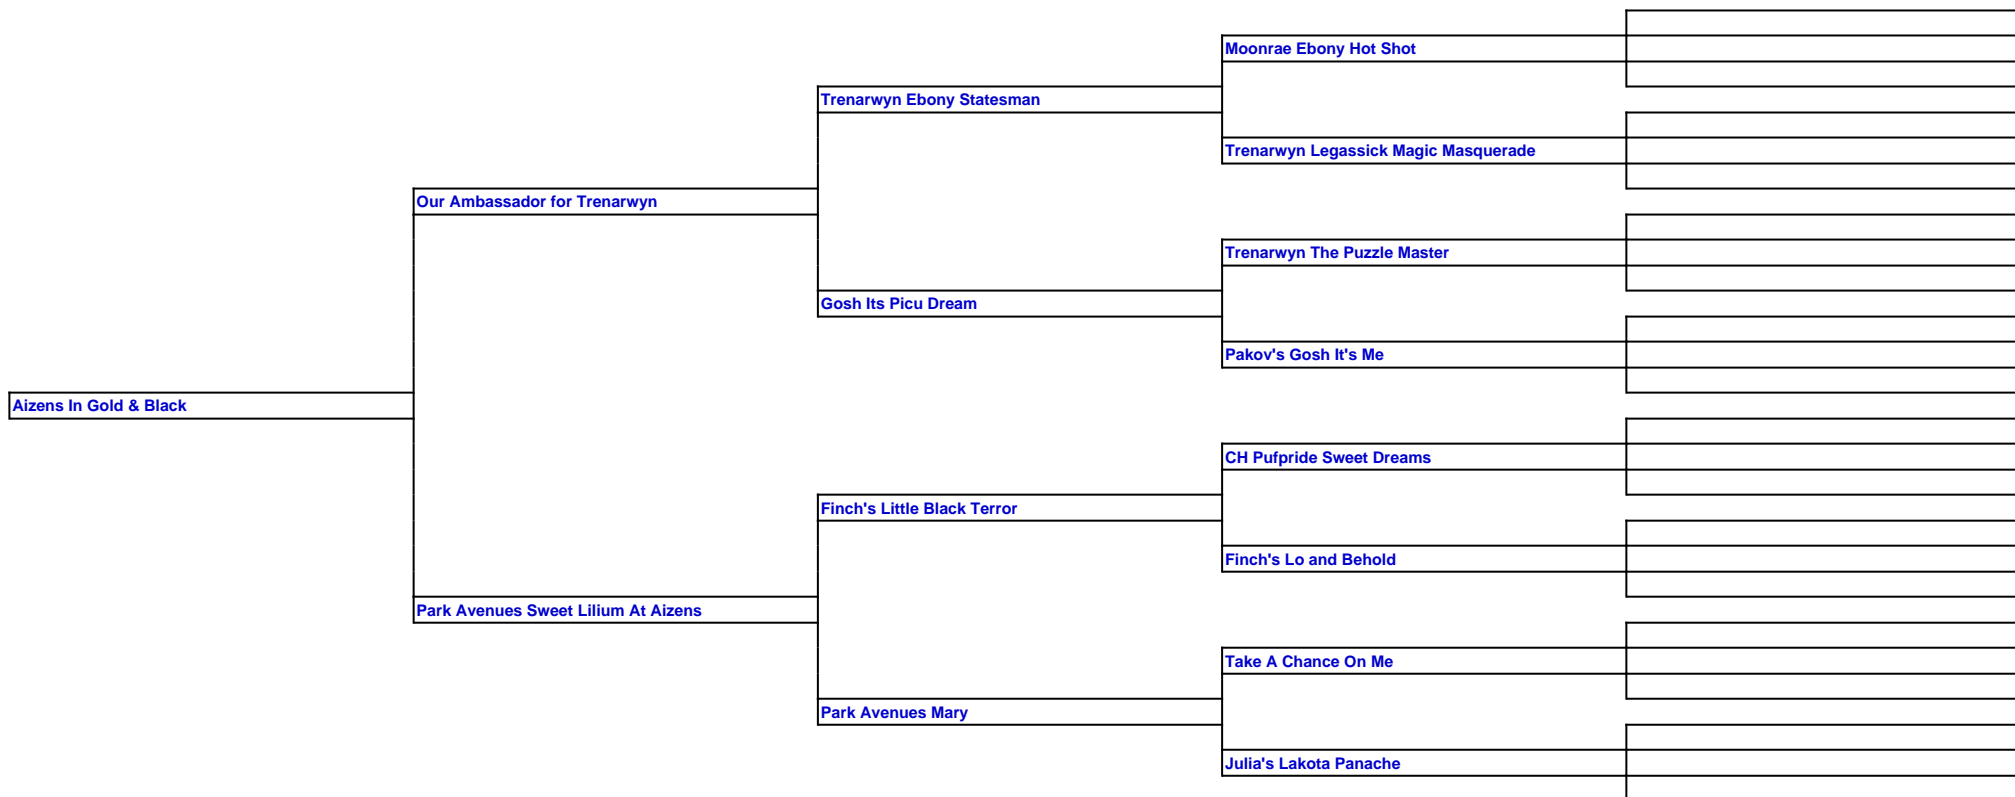 Moonrae Ebony Hot Shot
Trenarwyn Ebony Statesman
Trenarwyn Legassick Magic Masquerade
Our Ambassador for Trenarwyn
Trenarwyn The Puzzle Master
Gosh Its Picu Dream
Pakov's Gosh It's Me
Aizens In Gold & Black
CH Pufpride Sweet Dreams
Finch's Little Black Terror
Finch's Lo and Behold
Park Avenues Sweet Lilium At Aizens
Take A Chance On Me
Park Avenues Mary
Julia's Lakota Panache